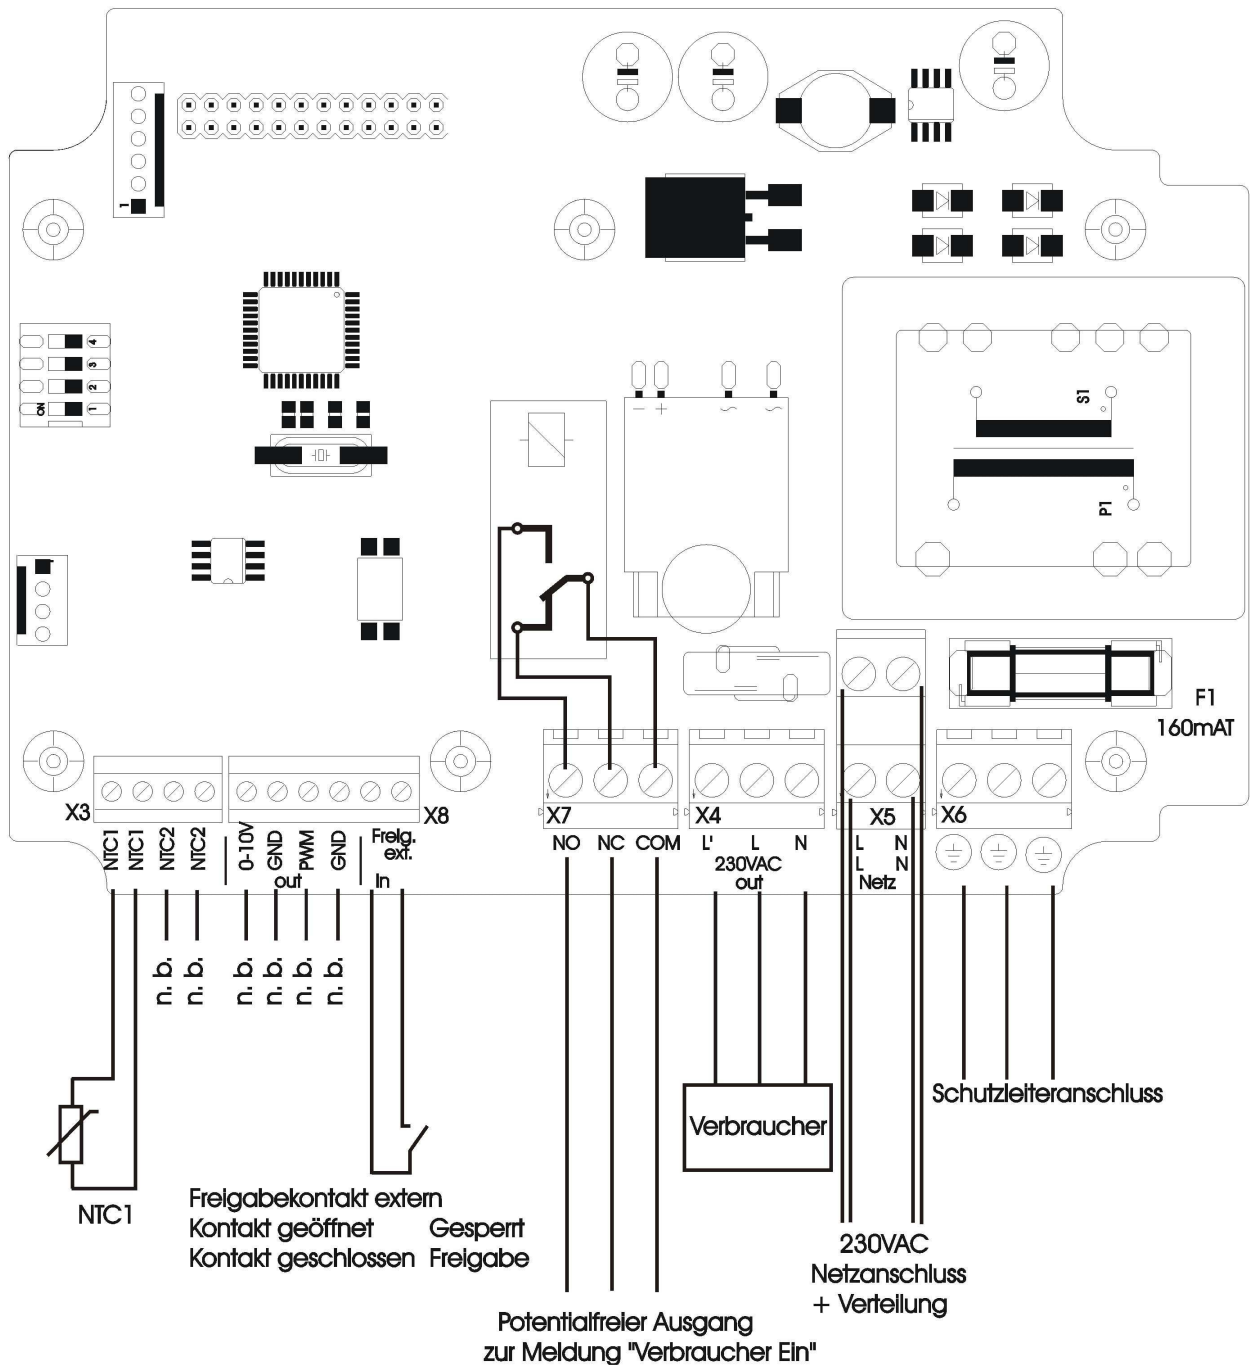 1
4
3
2
1
ON
1
S1
P1
F1
160mAT
X3
X8
X7
X4
X5
X6
NTC1
NTC1
NTC2
NTC2
0-10V
GND
PWM
GND
out
Freig.
ext.
In
NO
NC
COM
L'
L
N
230VAC
out
L
N
L
N
Netz
n. b.
n. b.
n. b.
n. b.
n. b.
n. b.
NTC1
Verbraucher
Schutzleiteranschluss
Freigabekontakt extern
Kontakt geöffnet Gesperrt
Kontakt geschlossen Freigabe
230VAC
Netzanschluss
+ Verteilung
Potentialfreier Ausgang
zur Meldung "Verbraucher Ein"